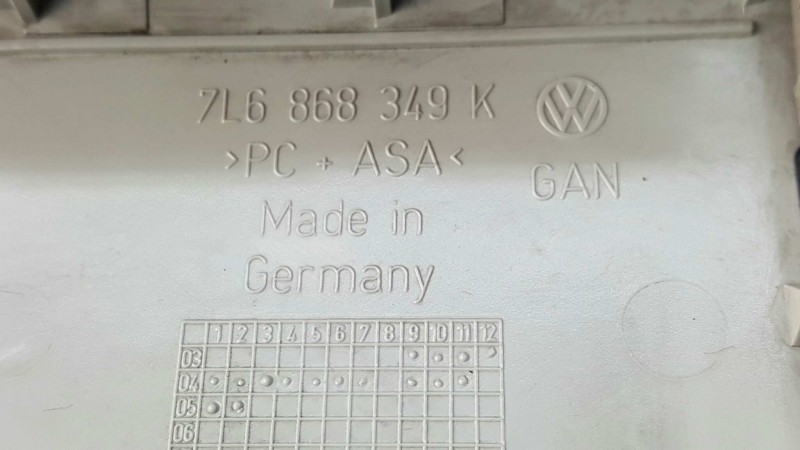 7L6 868 349 K
>PC + ASA<
GAN
Made in
Germany
1 2 3 4 5 6 7 8 9 10 11 12
03
04
05
06